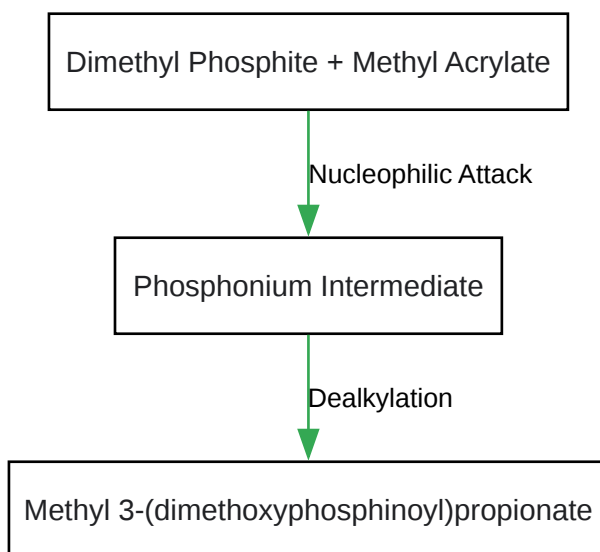 Dimethyl Phosphite + Methyl Acrylate
Nucleophilic Attack
Phosphonium Intermediate
Dealkylation
Methyl 3-(dimethoxyphosphinoyl)propionate